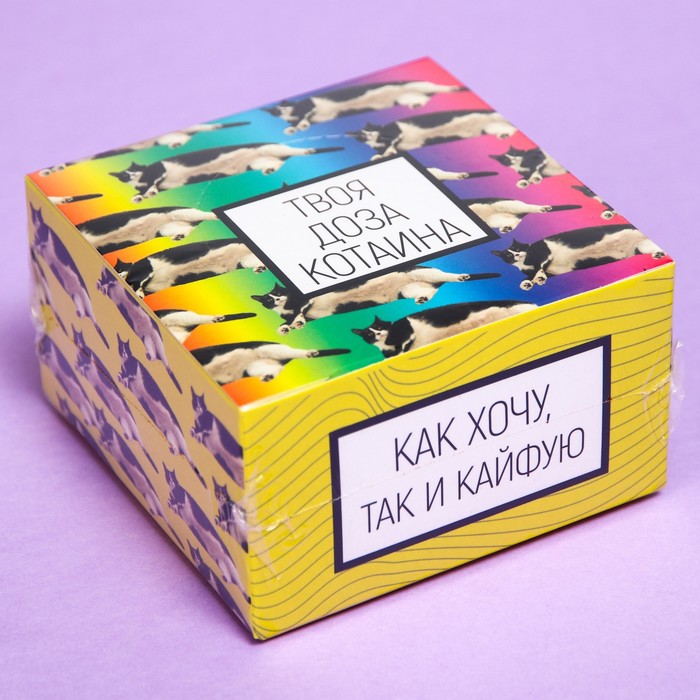 ТВОЯ
ДОЗА
КОТАИНА
КАК ХОЧУ,
ТАК И КАЙФУЮ